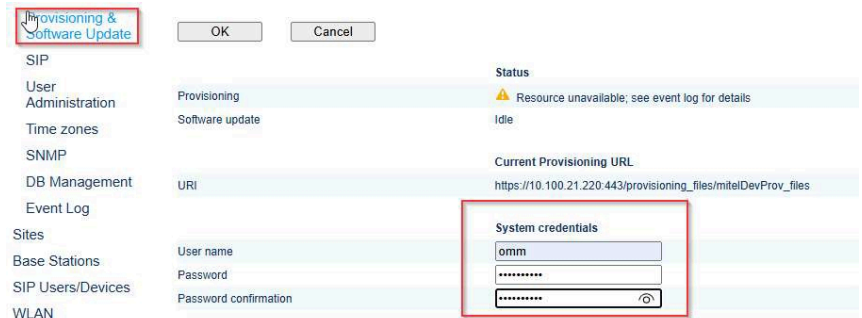 Provisioning &
Software Update
OK Cancel
SIP
Status
User
Administration
Provisioning Resource unavailable; see event log for details
Software update Idle
Time zones
SNMP
Current Provisioning URL
DB Management
URI https://10.100.21.220:443/provisioning_files/mitelDevProv_files
Event Log
Sites
System credentials
User name omm
Base Stations
Password ••••••••••
SIP Users/Devices
Password confirmation ••••••••••
WLAN